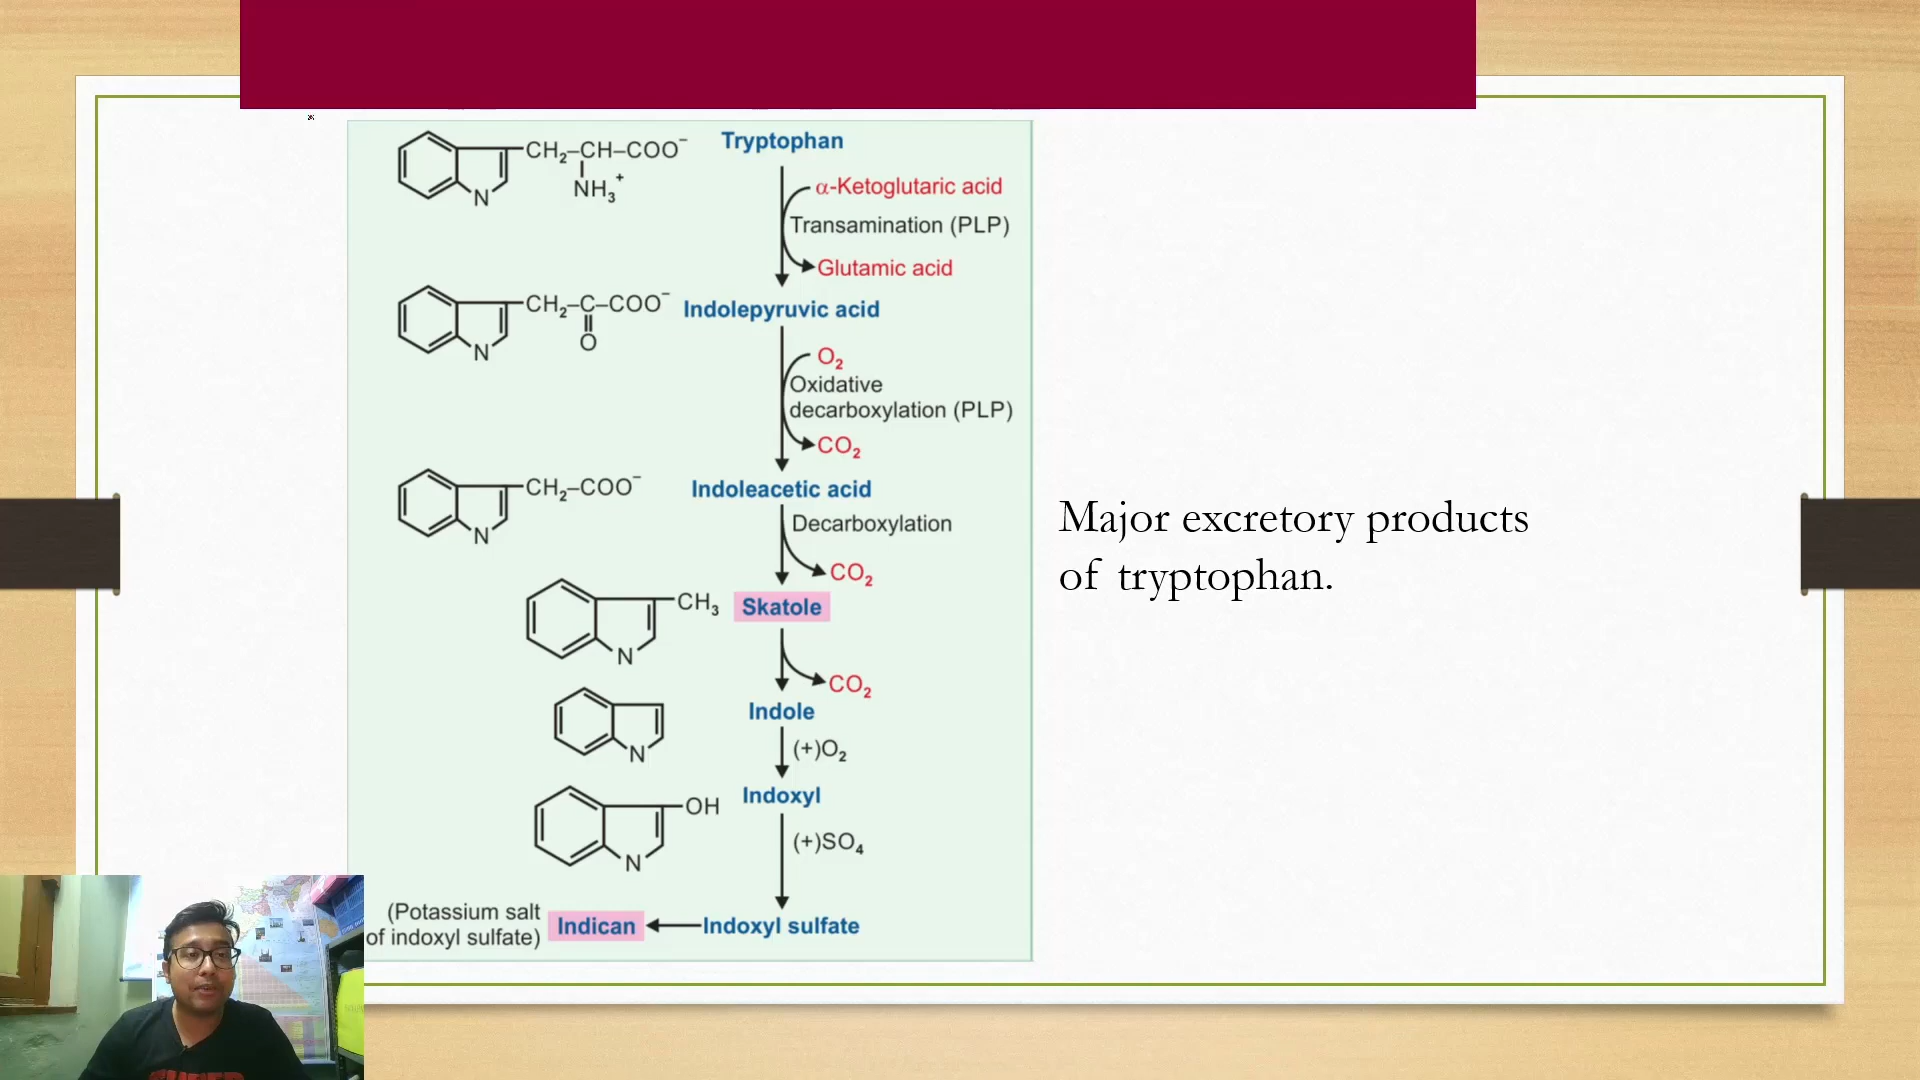 CH₂–CH–COO⁻
NH₃⁺
N
Tryptophan
α-Ketoglutaric acid
Transamination (PLP)
Glutamic acid
CH₂–C–COO⁻
O
N
Indolepyruvic acid
O₂
Oxidative
decarboxylation (PLP)
CO₂
CH₂–COO⁻
N
Indoleacetic acid
Decarboxylation
CO₂
CH₃
N
Skatole
CO₂
N
Indole
(+)O₂
OH
N
Indoxyl
(+)SO₄
(Potassium salt
of indoxyl sulfate)
Indican
Indoxyl sulfate
Major excretory products
of tryptophan.